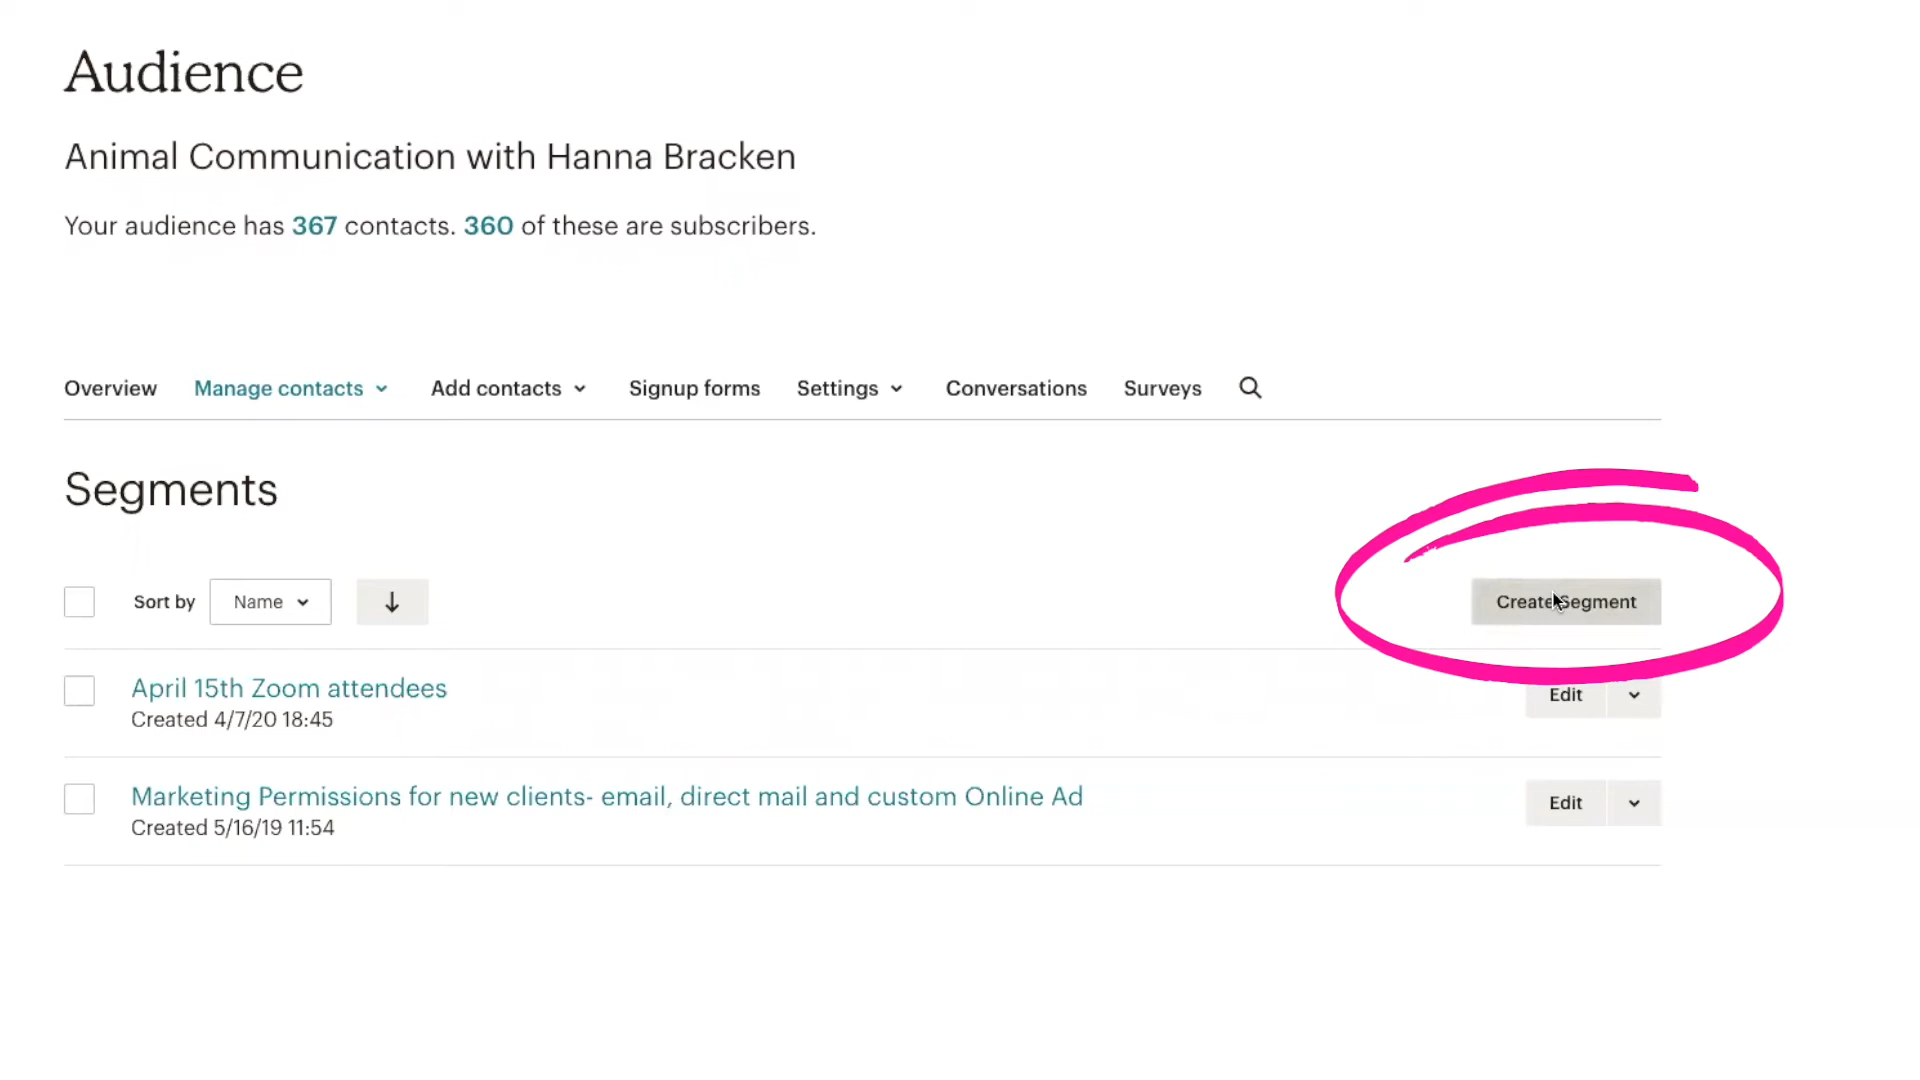 Audience
Animal Communication with Hanna Bracken
Your audience has 367 contacts. 360 of these are subscribers.
Overview Manage contacts Add contacts Signup forms Settings Conversations Surveys
Segments
Sort by Name Create Segment
April 15th Zoom attendees
Created 4/7/20 18:45
Edit
Marketing Permissions for new clients- email, direct mail and custom Online Ad
Created 5/16/19 11:54
Edit